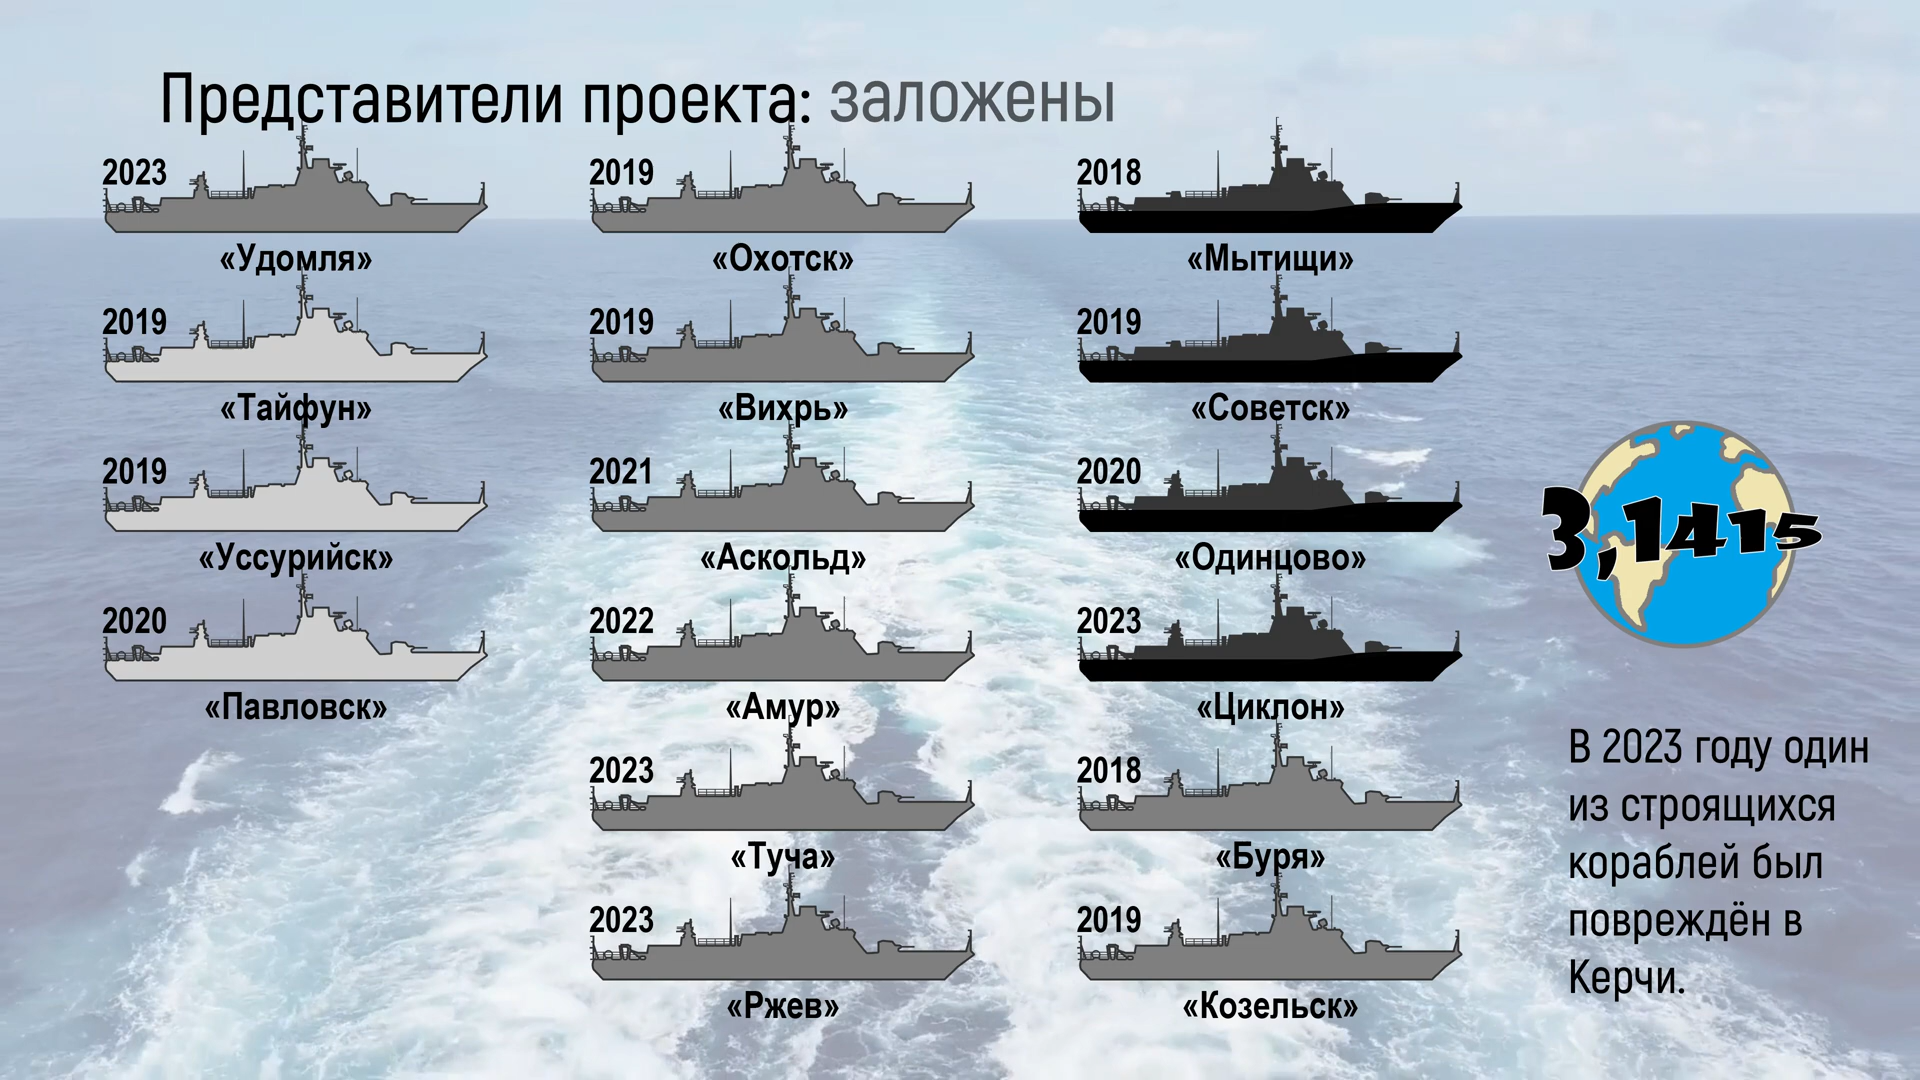 Представители проекта: заложены
2023
«Удомля»
2019
«Тайфун»
2019
«Уссурийск»
2020
«Павловск»
2019
«Охотск»
2019
«Вихрь»
2021
«Аскольд»
2022
«Амур»
2023
«Туча»
2023
«Ржев»
2018
«Мытищи»
2019
«Советск»
2020
«Одинцово»
2023
«Циклон»
2018
«Буря»
2019
«Козельск»
3,1415
В 2023 году один
из строящихся
кораблей был
повреждён в
Керчи.